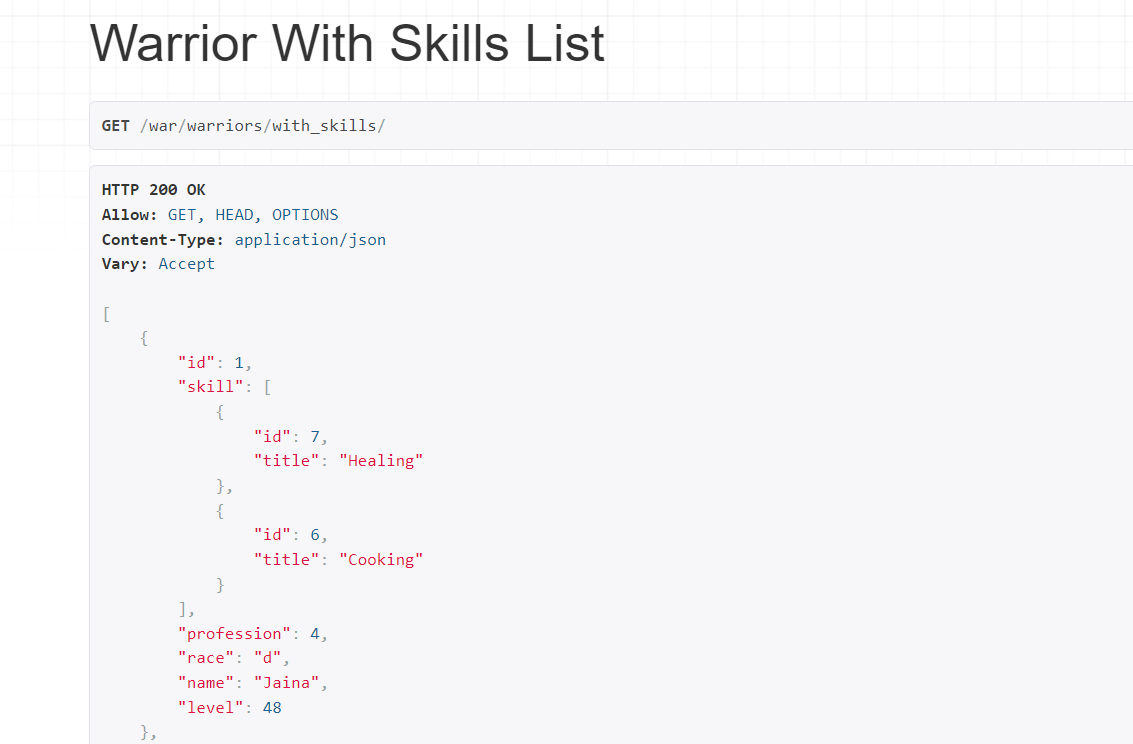 Warrior With Skills List
GET /war/warriors/with_skills/
HTTP 200 OK
Allow: GET, HEAD, OPTIONS
Content-Type: application/json
Vary: Accept
[
    {
        "id": 1,
        "skill": [
            {
                "id": 7,
                "title": "Healing"
            },
            {
                "id": 6,
                "title": "Cooking"
            }
        ],
        "profession": 4,
        "race": "d",
        "name": "Jaina",
        "level": 48
    },